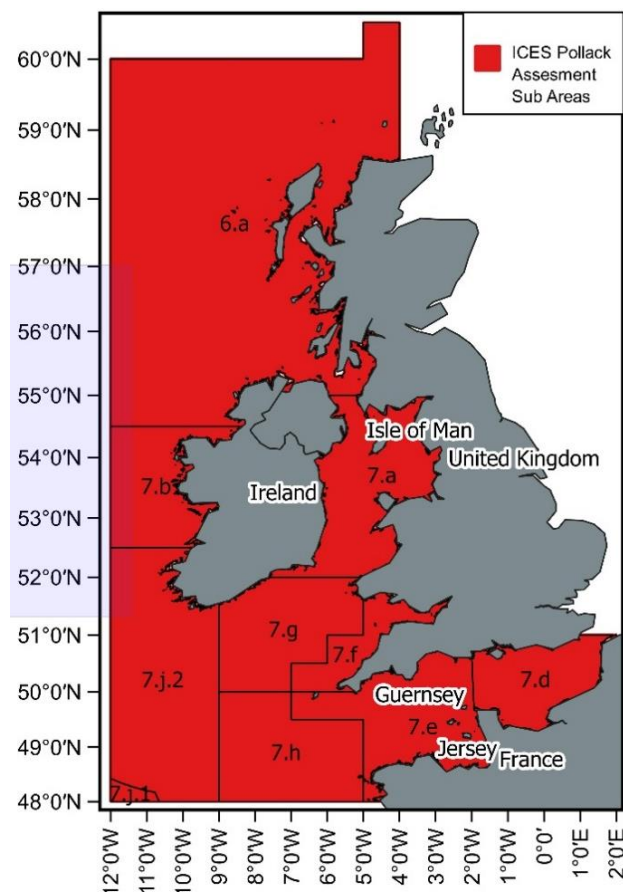 ICES Pollack
Assesment
Sub Areas
60°0′N
59°0′N
58°0′N
57°0′N
56°0′N
55°0′N
54°0′N
53°0′N
52°0′N
51°0′N
50°0′N
49°0′N
48°0′N
6.a
Isle of Man
United Kingdom
7.a
7.b
Ireland
7.g
7.f
7.j.2
7.d
Guernsey
7.e
Jersey
France
7.h
7.j.1
12°0′W
11°0′W
10°0′W
9°0′W
8°0′W
7°0′W
6°0′W
5°0′W
4°0′W
3°0′W
2°0′W
1°0′W
0°0′
1°0′E
2°0′E